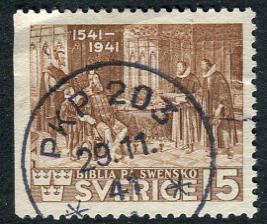 1541-
1941
PKP 203
29.11.
41
BIBLIA PÅ SWENSKO
SVERIGE 5